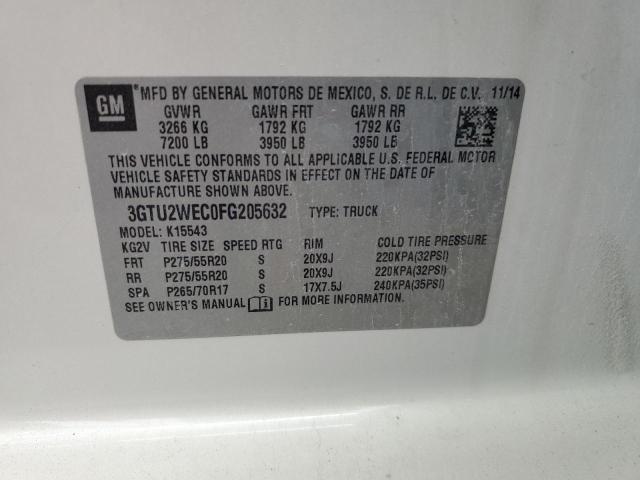 GM
MFD BY GENERAL MOTORS DE MEXICO, S. DE R.L. DE C.V. 11/14
GVWR GAWR FRT GAWR RR
3266 KG 1792 KG 1792 KG
7200 LB 3950 LB 3950 LB
THIS VEHICLE CONFORMS TO ALL APPLICABLE U.S. FEDERAL MOTOR
VEHICLE SAFETY STANDARDS IN EFFECT ON THE DATE OF
MANUFACTURE SHOWN ABOVE.
3GTU2WEC0FG205632 TYPE: TRUCK
MODEL: K15543
KG2V TIRE SIZE SPEED RTG RIM COLD TIRE PRESSURE
FRT P275/55R20 S 20X9J 220KPA(32PSI)
RR P275/55R20 S 20X9J 220KPA(32PSI)
SPA P265/70R17 S 17X7.5J 240KPA(35PSI)
SEE OWNER'S MANUAL FOR MORE INFORMATION.